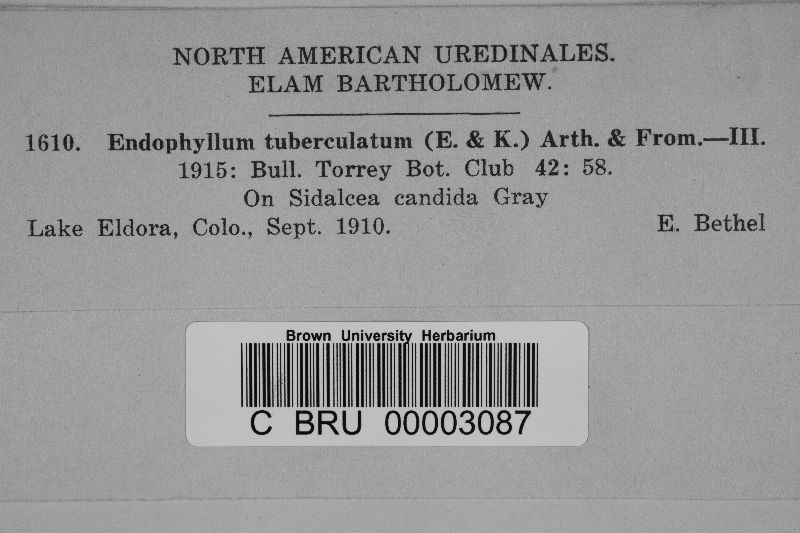 NORTH AMERICAN UREDINALES.
ELAM BARTHOLOMEW.
1610. Endophyllum tuberculatum (E. & K.) Arth. & From.—III.
1915: Bull. Torrey Bot. Club 42: 58.
On Sidalcea candida Gray
Lake Eldora, Colo., Sept. 1910. E. Bethel
Brown University Herbarium
C BRU 00003087